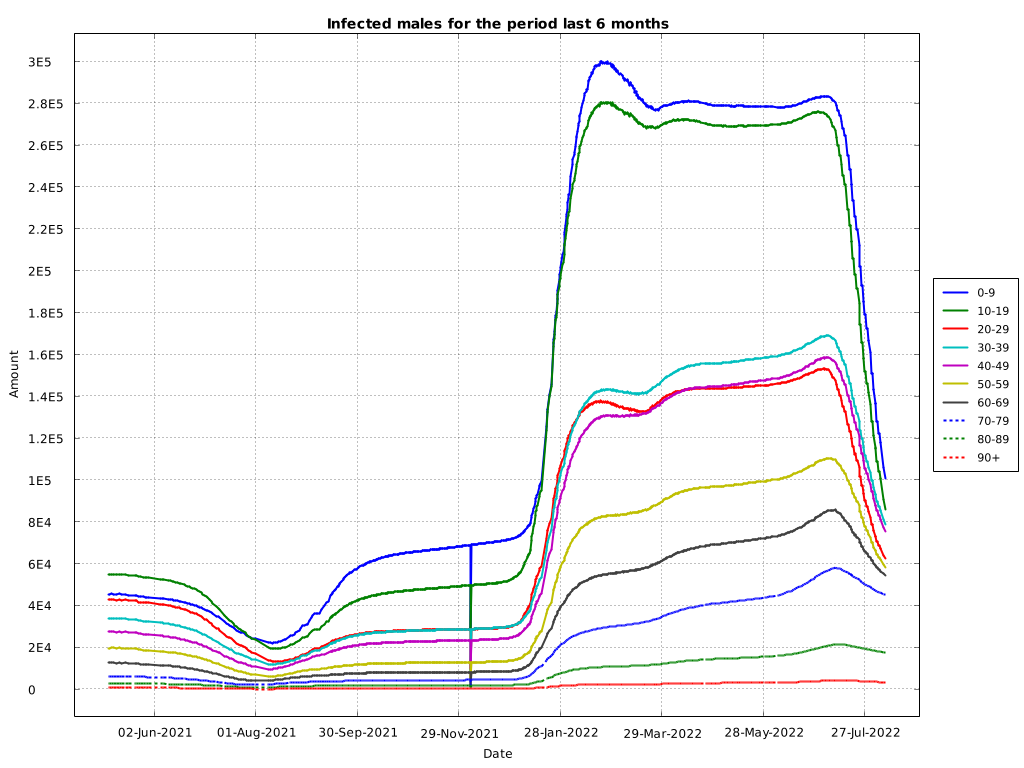 Infected males for the period last 6 months
3E5
2.8E5
2.6E5
2.4E5
2.2E5
2E5
1.8E5
1.6E5
1.4E5
1.2E5
1E5
8E4
6E4
4E4
2E4
0
Amount
02-Jun-2021 01-Aug-2021 30-Sep-2021 29-Nov-2021 28-Jan-2022 29-Mar-2022 28-May-2022 27-Jul-2022
Date
0-9
10-19
20-29
30-39
40-49
50-59
60-69
70-79
80-89
90+